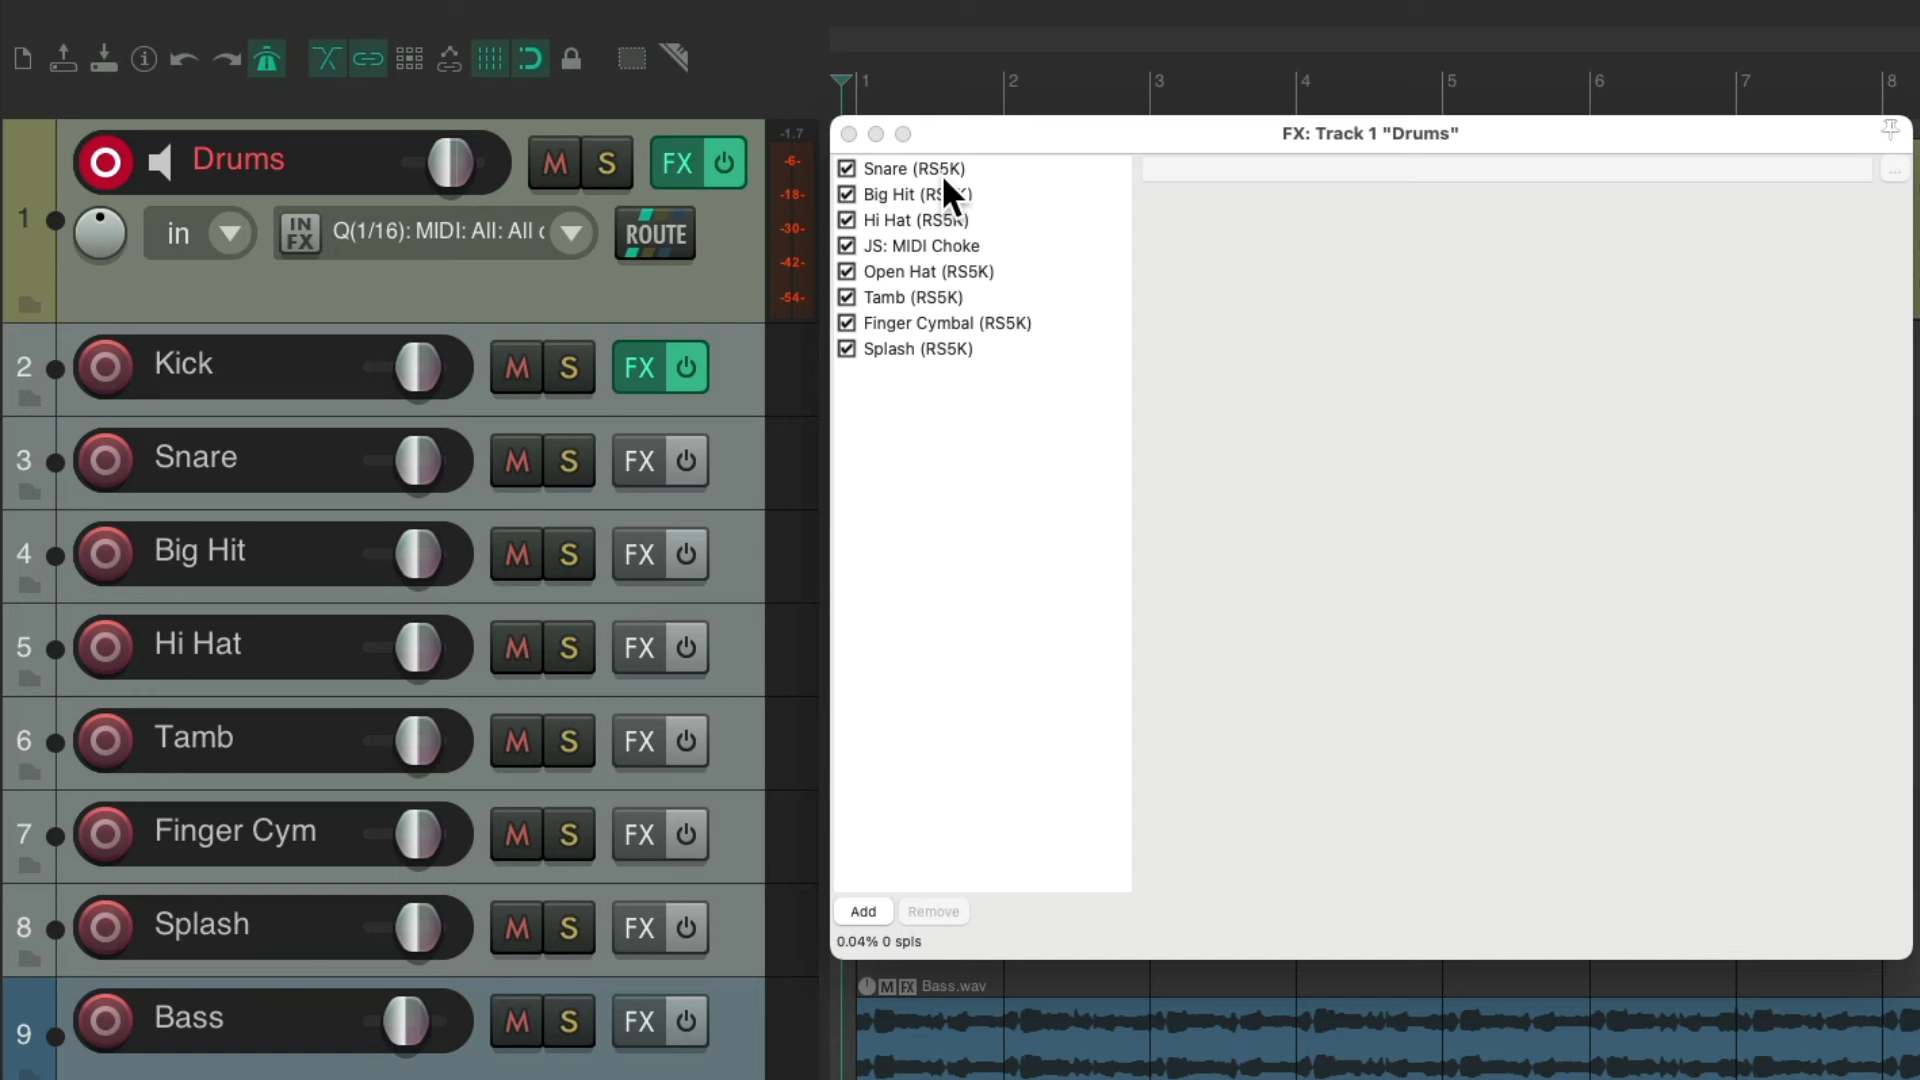 1
2
3
4
5
6
7
8
-1.7
-6-
-18-
-30-
-42-
-54-
1
Drums
M
S
FX
in
IN
FX
Q(1/16): MIDI: All: All c
ROUTE
2
Kick
M
S
FX
3
Snare
M
S
FX
4
Big Hit
M
S
FX
5
Hi Hat
M
S
FX
6
Tamb
M
S
FX
7
Finger Cym
M
S
FX
8
Splash
M
S
FX
9
Bass
M
S
FX
FX: Track 1 "Drums"
Snare (RS5K)
Big Hit (RS5K)
Hi Hat (RS5K)
JS: MIDI Choke
Open Hat (RS5K)
Tamb (RS5K)
Finger Cymbal (RS5K)
Splash (RS5K)
...
Add
Remove
0.04% 0 spls
M FX Bass.wav